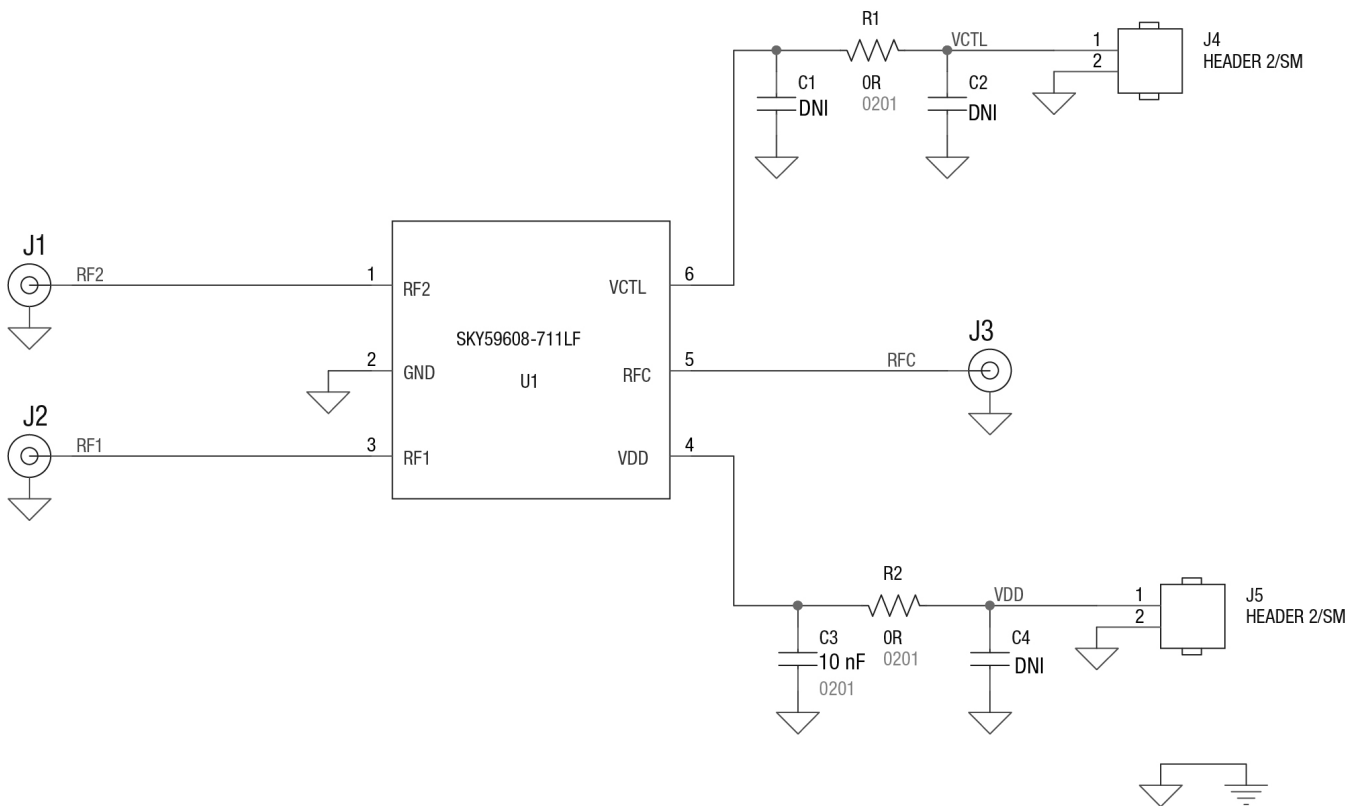 R1
VCTL
1
2
J4
HEADER 2/SM
C1
DNI
0R
0201
C2
DNI
J1
RF2
1
RF2
VCTL
6
SKY59608-711LF
U1
2
GND
RFC
5
RFC
J3
J2
RF1
3
RF1
VDD
4
R2
VDD
1
2
J5
HEADER 2/SM
C3
10 nF
0201
0R
0201
C4
DNI